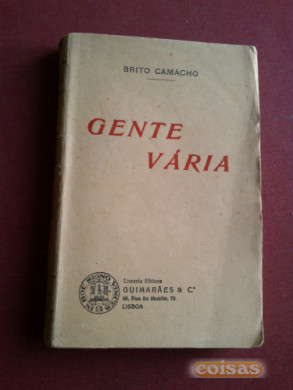 BRITO CAMACHO
GENTE
VÁRIA
Livraria Editora
GUIMARÃES & C.ª
68, Rua do Mundo, 70
LISBOA
coisas